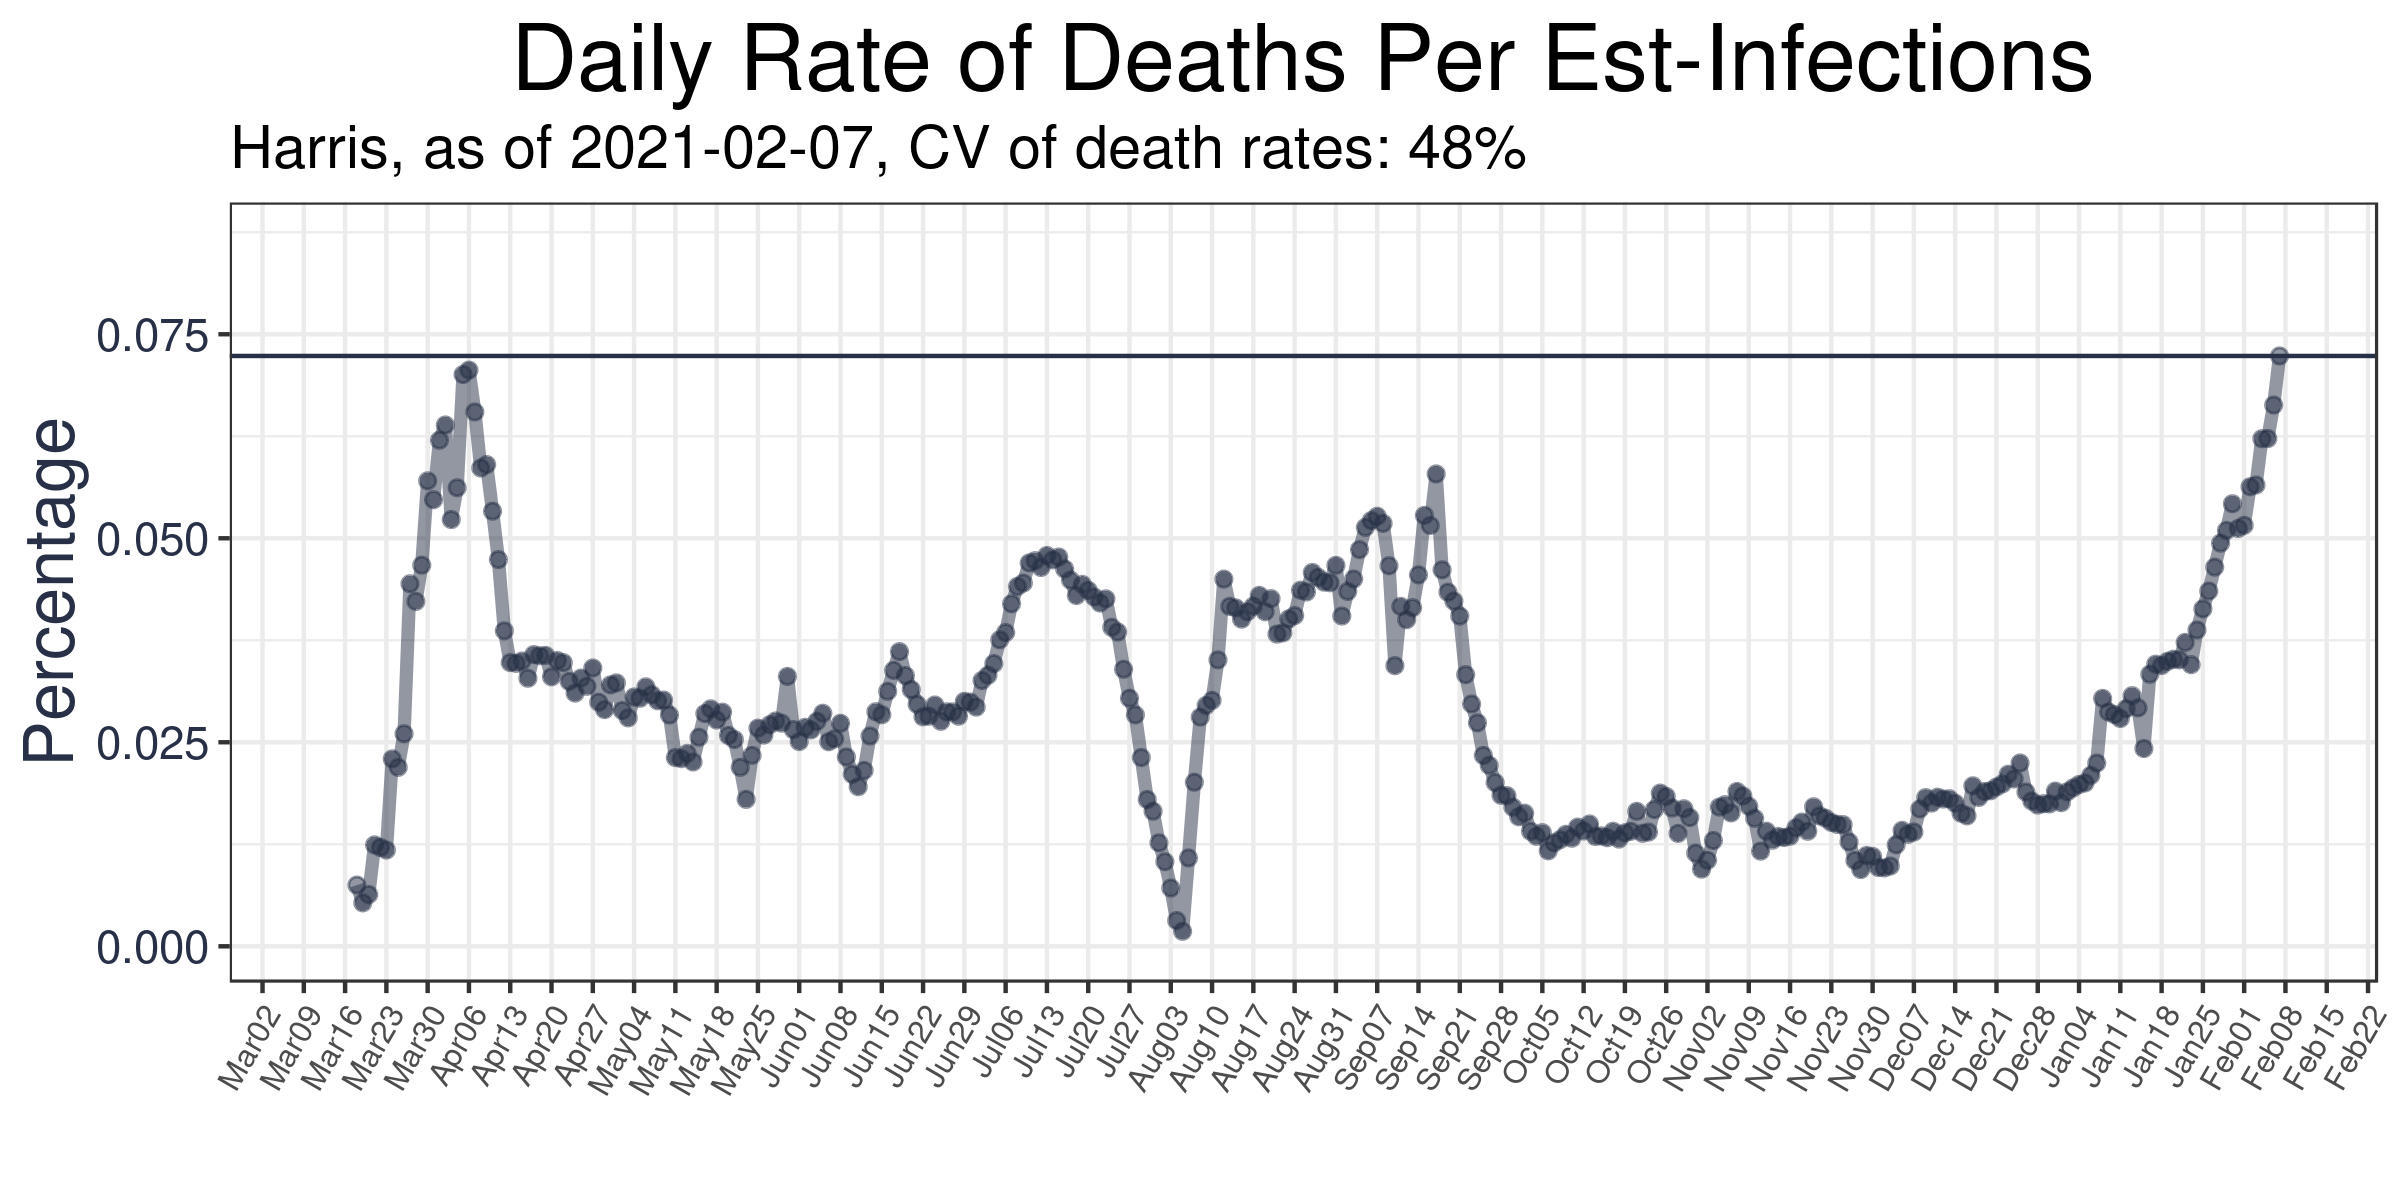 Daily Rate of Deaths Per Est-Infections
Harris, as of 2021-02-07, CV of death rates: 48%
Percentage
0.075
0.050
0.025
0.000
Mar02 Mar09 Mar16 Mar23 Mar30 Apr06 Apr13 Apr20 Apr27 May04 May11 May18 May25 Jun01 Jun08 Jun15 Jun22 Jun29 Jul06 Jul13 Jul20 Jul27 Aug03 Aug10 Aug17 Aug24 Aug31 Sep07 Sep14 Sep21 Sep28 Oct05 Oct12 Oct19 Oct26 Nov02 Nov09 Nov16 Nov23 Nov30 Dec07 Dec14 Dec21 Dec28 Jan04 Jan11 Jan18 Jan25 Feb01 Feb08 Feb15 Feb22